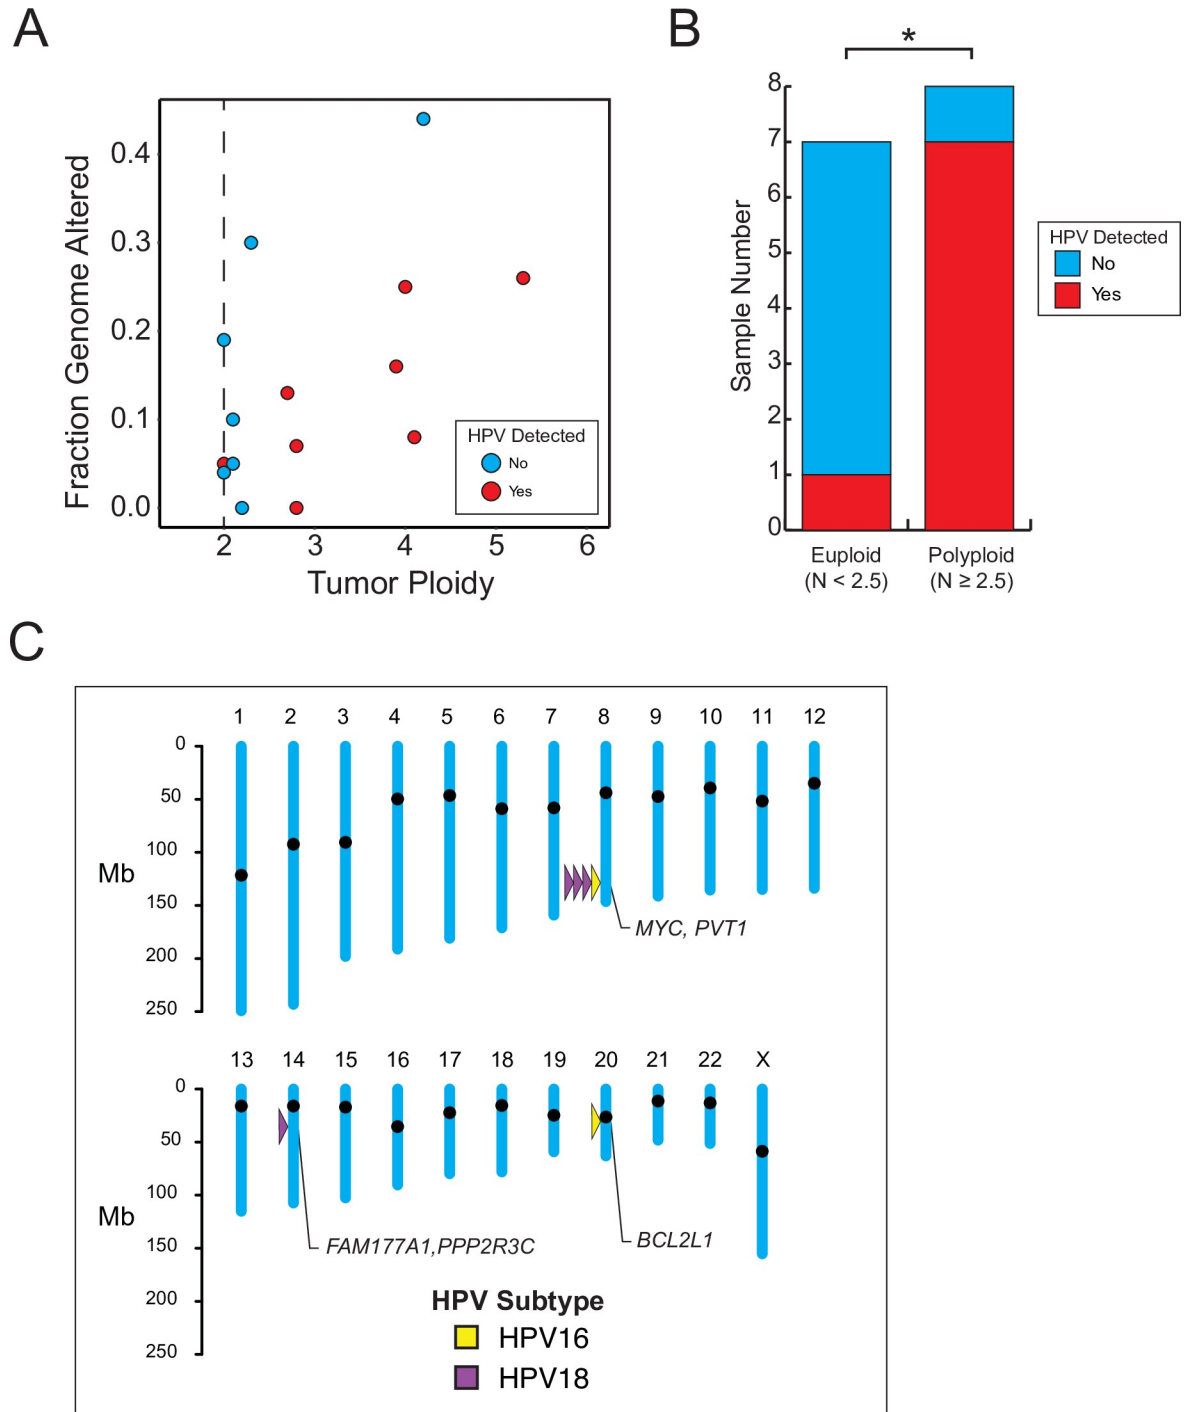 A
Fraction Genome Altered
0.4
0.3
0.2
0.1
0.0
2 3 4 5 6
Tumor Ploidy
HPV Detected
No
Yes
B
*
Sample Number
8
7
6
5
4
3
2
1
0
Euploid
(N < 2.5)
Polyploid
(N ≥ 2.5)
HPV Detected
No
Yes
C
1 2 3 4 5 6 7 8 9 10 11 12
Mb
0
50
100
150
200
250
MYC, PVT1
13 14 15 16 17 18 19 20 21 22 X
Mb
0
50
100
150
200
250
FAM177A1,PPP2R3C
BCL2L1
HPV Subtype
HPV16
HPV18